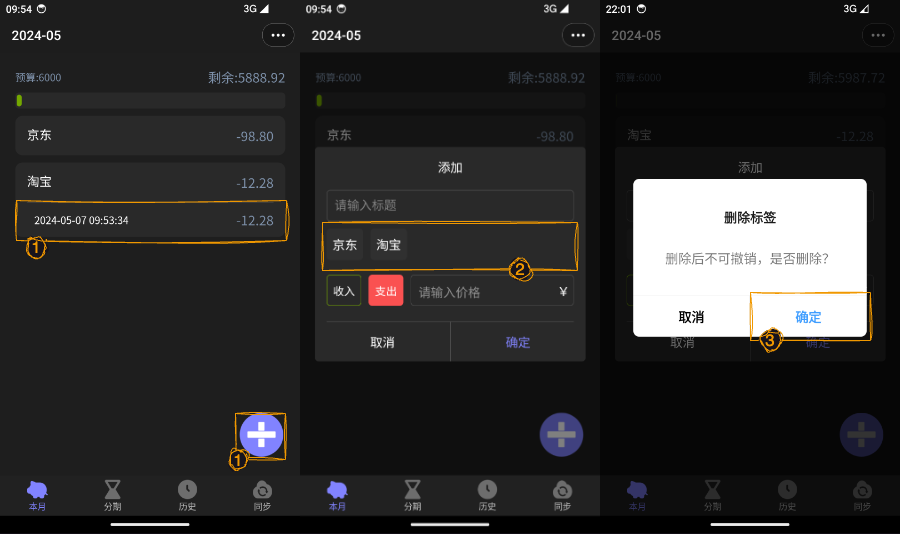 09:54
3G
2024-05
预算:6000
剩余:5888.92
京东
-98.80
淘宝
-12.28
2024-05-07 09:53:34
-12.28
1
1
本月
分期
历史
同步
09:54
3G
2024-05
预算:6000
剩余:5888.92
京东
-98.80
添加
请输入标题
京东
淘宝
2
收入
支出
请输入价格
¥
取消
确定
本月
分期
历史
同步
22:01
3G
2024-05
预算:6000
剩余:5987.72
淘宝
-12.28
添加
删除标签
删除后不可撤销，是否删除？
取消
确定
3
取消
确定
本月
分期
历史
同步